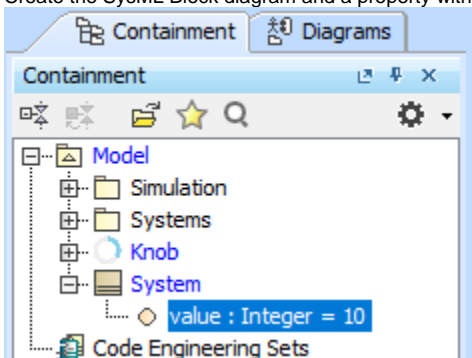 Create the SysML Block diagram and a property with
Containment Diagrams
Containment
Model
Simulation
Systems
Knob
System
value : Integer = 10
Code Engineering Sets